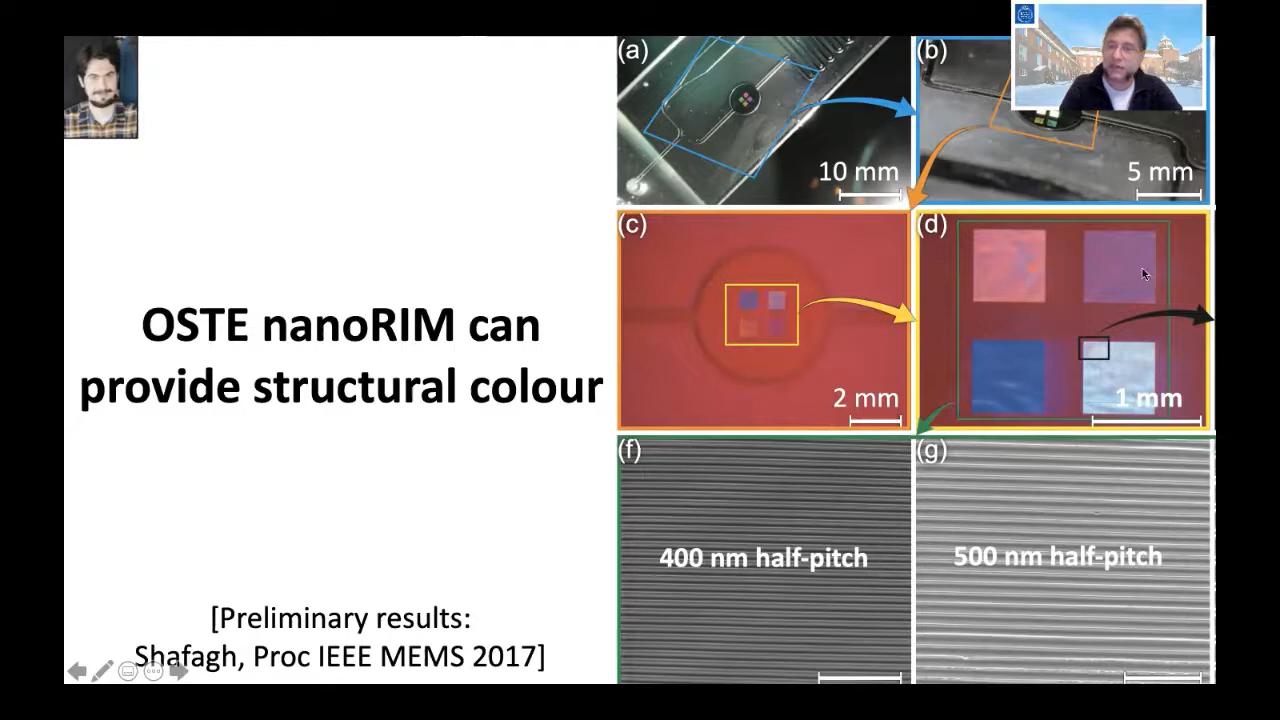 OSTE nanoRIM can
provide structural colour
[Preliminary results:
Shafagh, Proc IEEE MEMS 2017]
(a)
10 mm
(b)
5 mm
(c)
2 mm
(d)
1 mm
(f)
400 nm half-pitch
(g)
500 nm half-pitch